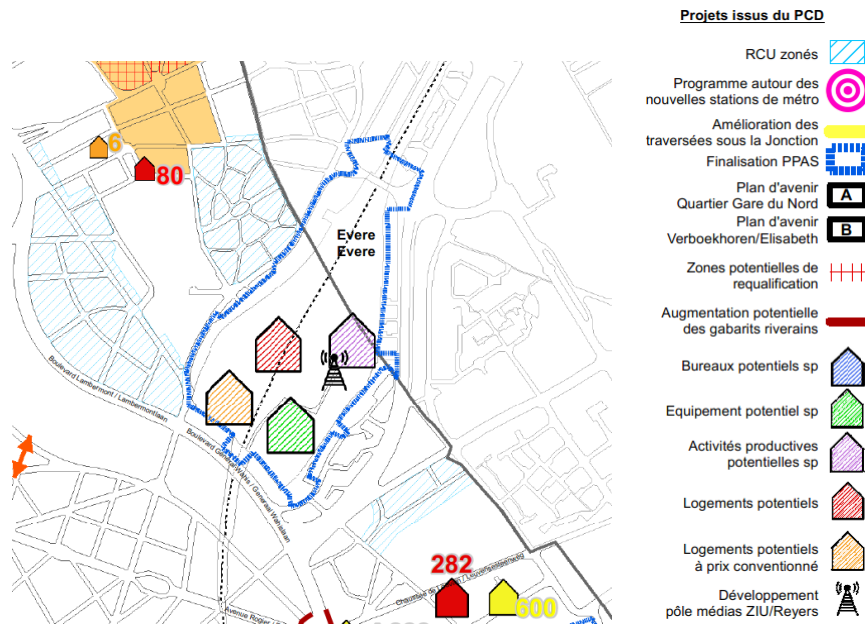 Projets issus du PCD
RCU zonés
Programme autour des
nouvelles stations de métro
Amélioration des
traversées sous la Jonction
Finalisation PPAS
Plan d'avenir
Quartier Gare du Nord
A
Plan d'avenir
Verboekhoren/Elisabeth
B
Zones potentielles de
requalification
Augmentation potentielle
des gabarits riverains
Bureaux potentiels sp
Equipement potentiel sp
Activités productives
potentielles sp
Logements potentiels
Logements potentiels
à prix conventionné
Développement
pôle médias ZIU/Reyers
6
80
Evere
Evere
Boulevard Lambermont / Lambermontlaan
Boulevard Général Wahis / Generaal Wahislaan
282
600
Avenue Rogier